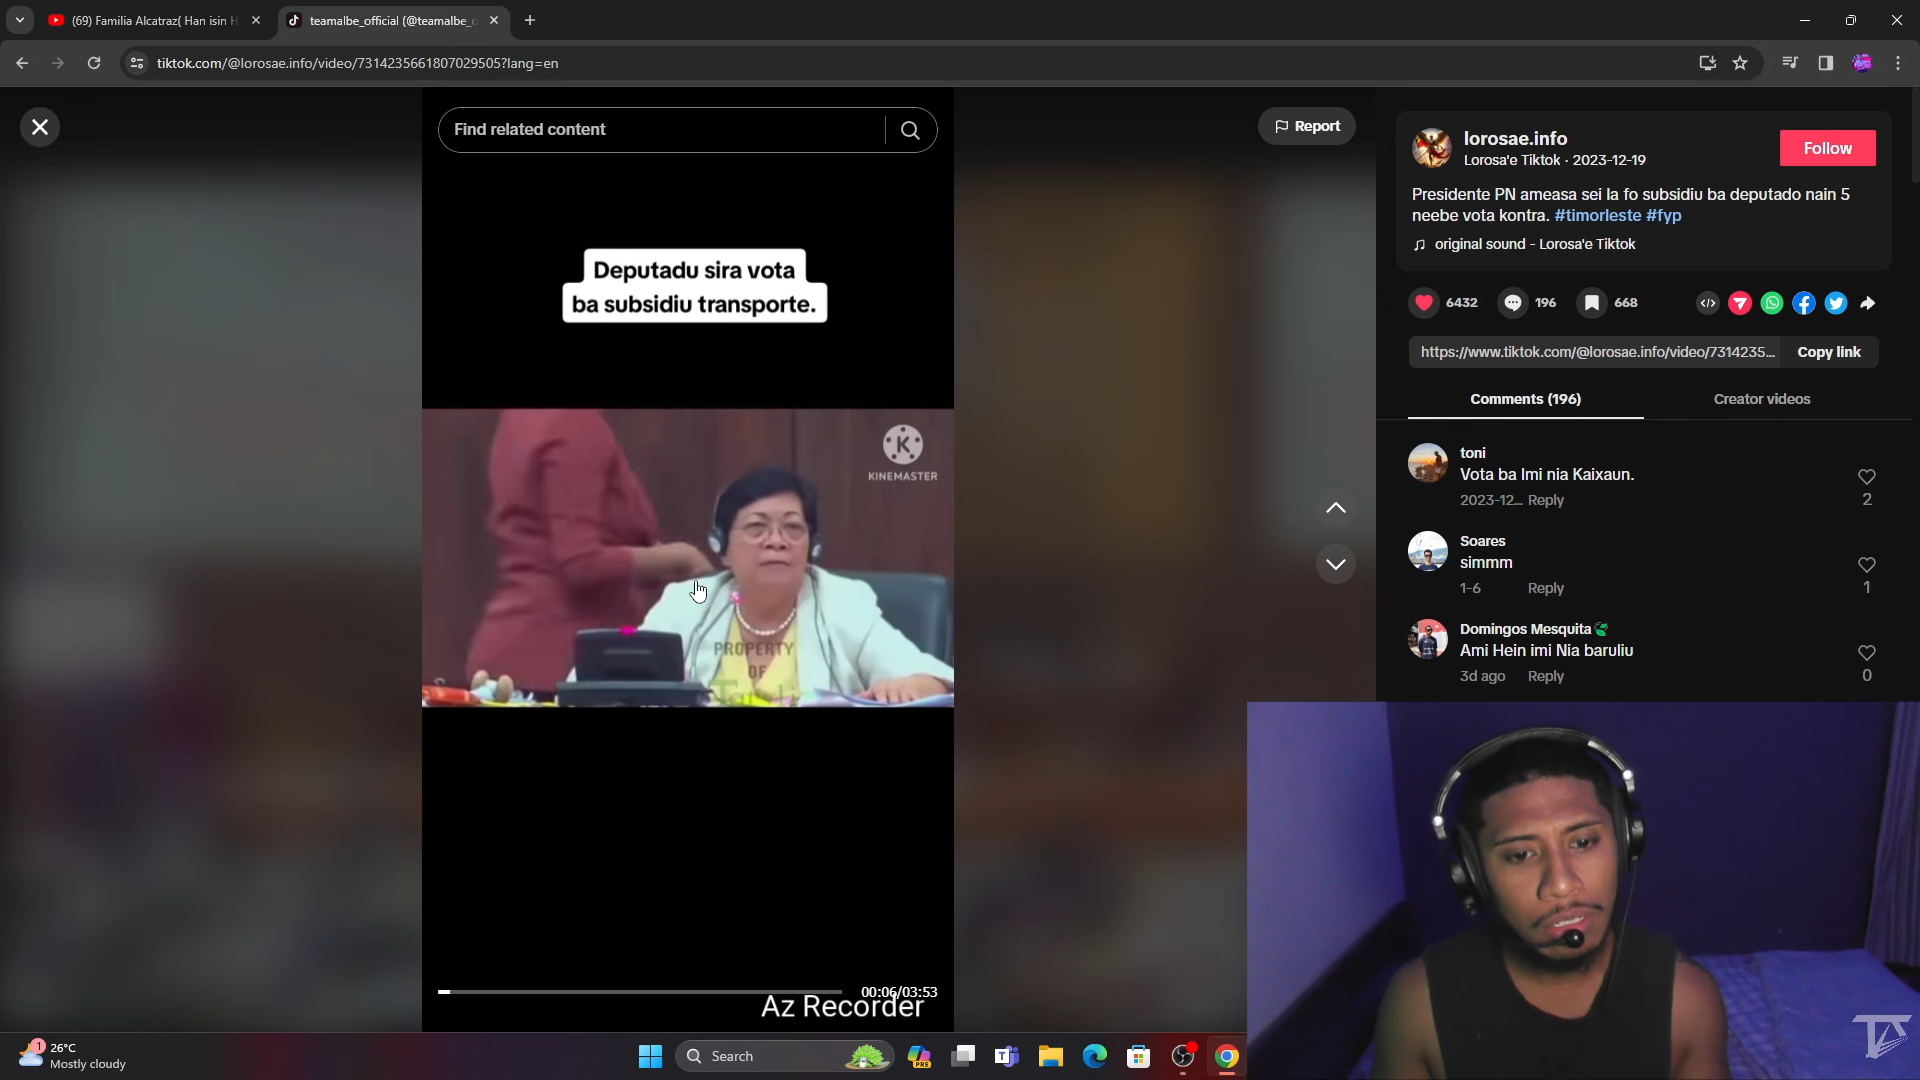 (69) Familia Alcatraz( Han isin H
teamalbe_official (@teamalbe_c
tiktok.com/@lorosae.info/video/7314235661807029505?lang=en
Find related content
Report
Deputadu sira vota
ba subsidiu transporte.
K
KINEMASTER
PROPERTY
OF
00:06/03:53
Az Recorder
lorosae.info
Lorosa'e Tiktok · 2023-12-19
Follow
Presidente PN ameasa sei la fo subsidiu ba deputado nain 5
neebe vota kontra. #timorleste #fyp
original sound - Lorosa'e Tiktok
6432
196
668
https://www.tiktok.com/@lorosae.info/video/7314235...
Copy link
Comments (196)
Creator videos
toni
Vota ba Imi nia Kaixaun.
2023-12... Reply
2
Soares
simmm
1-6 Reply
1
Domingos Mesquita
Ami Hein imi Nia baruliu
3d ago Reply
0
1
26°C
Mostly cloudy
Search
PRE